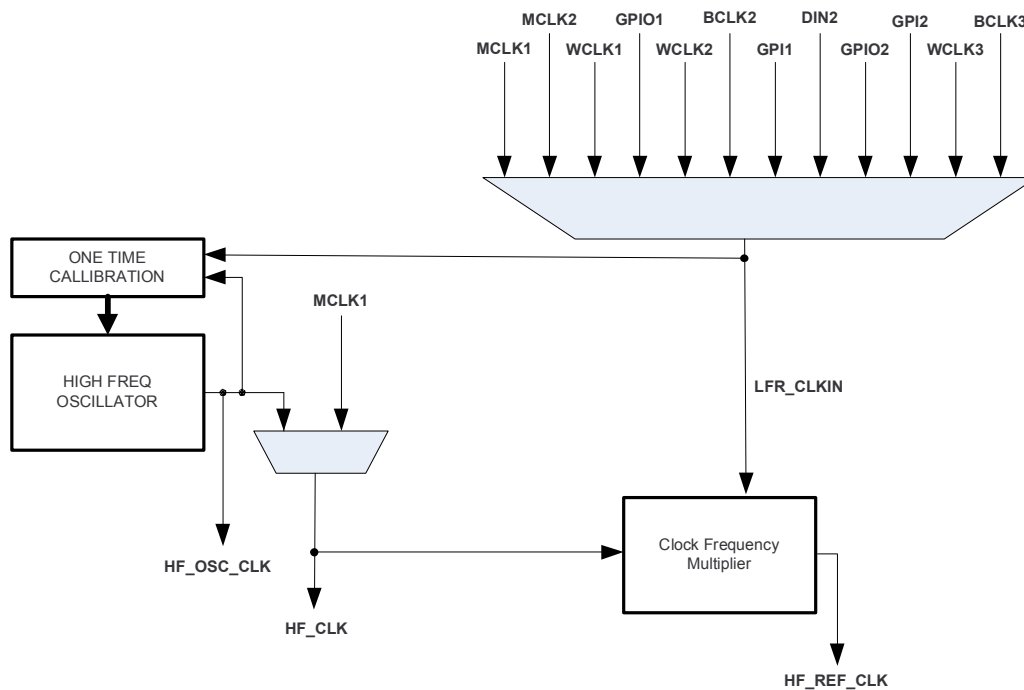 MCLK2 GPIO1 BCLK2 DIN2 GPI2 BCLK3
MCLK1 WCLK1 WCLK2 GPI1 GPIO2 WCLK3
ONE TIME
CALLIBRATION
MCLK1
HIGH FREQ
OSCILLATOR
LFR_CLKIN
Clock Frequency
Multiplier
HF_OSC_CLK
HF_CLK
HF_REF_CLK